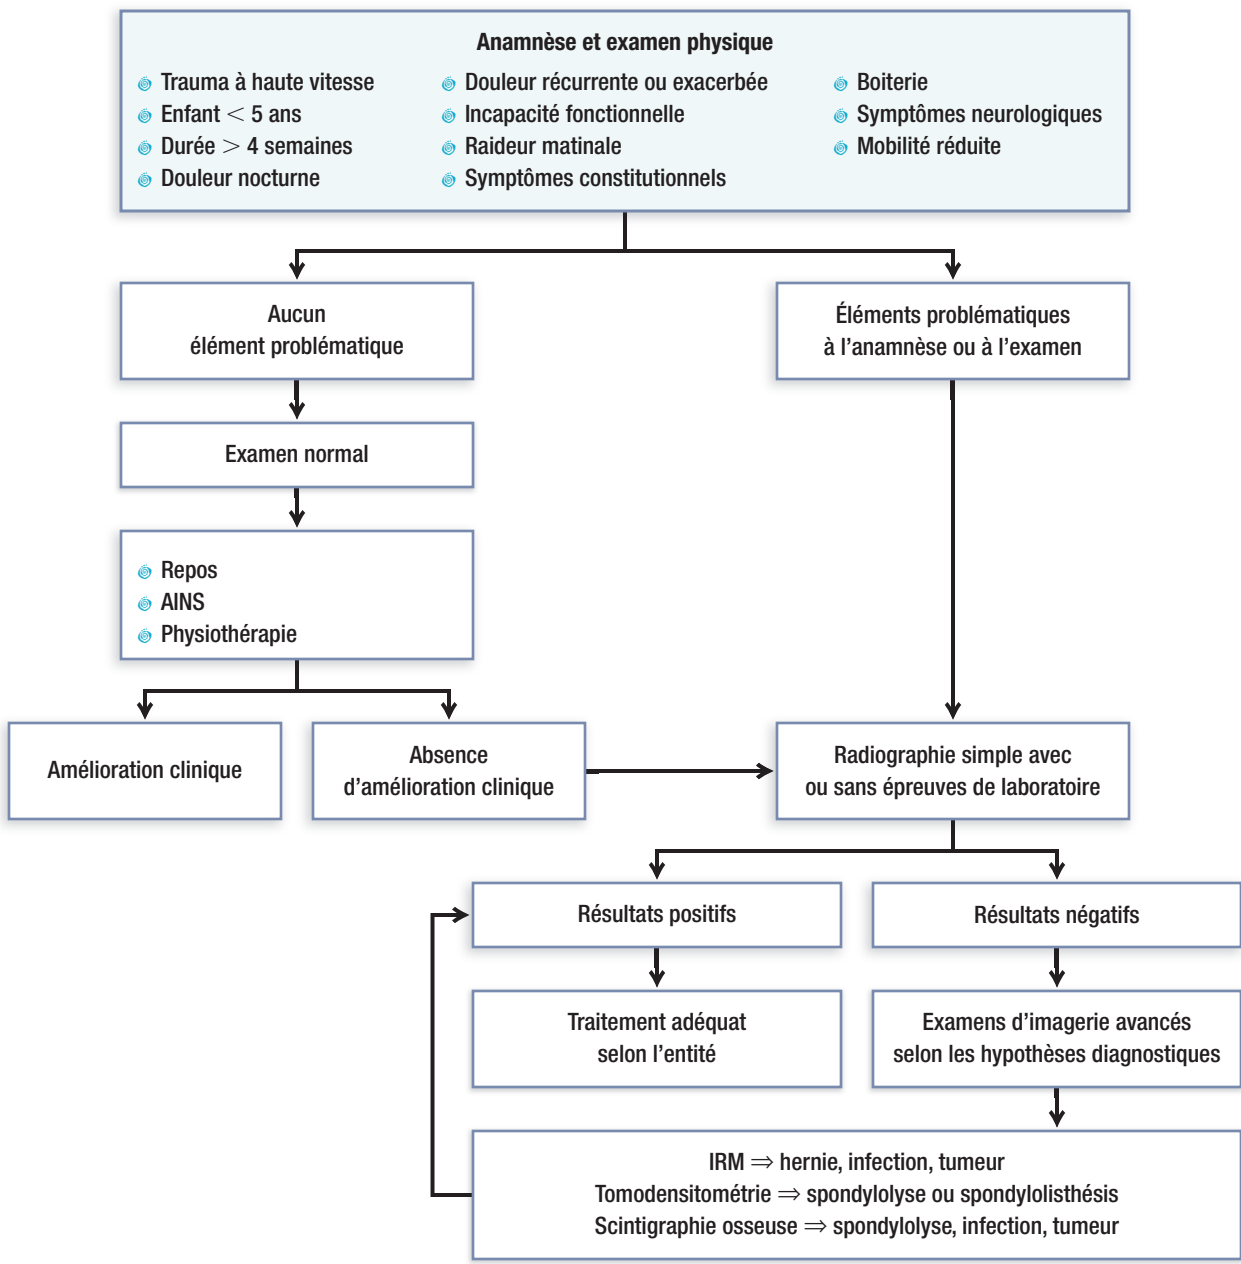 Anamnèse et examen physique
Trauma à haute vitesse
Enfant < 5 ans
Durée > 4 semaines
Douleur nocturne
Douleur récurrente ou exacerbée
Incapacité fonctionnelle
Raideur matinale
Symptômes constitutionnels
Boiterie
Symptômes neurologiques
Mobilité réduite
Aucun
élément problématique
Éléments problématiques
à l’anamnèse ou à l’examen
Examen normal
Repos
AINS
Physiothérapie
Amélioration clinique
Absence
d’amélioration clinique
Radiographie simple avec
ou sans épreuves de laboratoire
Résultats positifs
Résultats négatifs
Traitement adéquat
selon l’entité
Examens d’imagerie avancés
selon les hypothèses diagnostiques
IRM ⇒ hernie, infection, tumeur
Tomodensitométrie ⇒ spondylolyse ou spondylolisthésis
Scintigraphie osseuse ⇒ spondylolyse, infection, tumeur